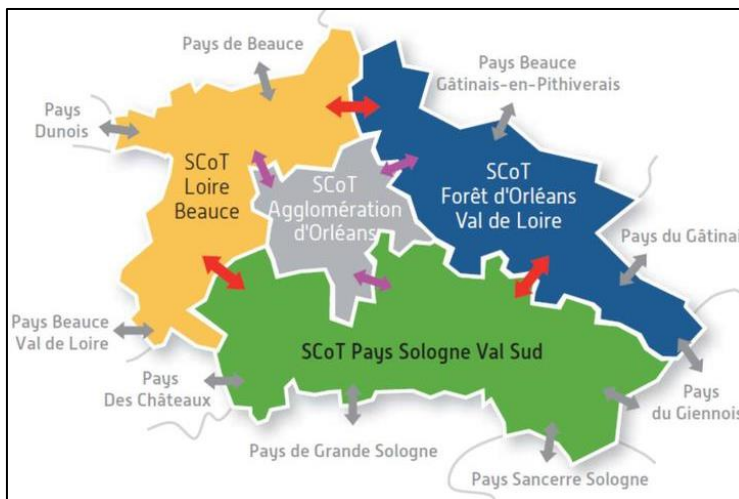 Pays de Beauce
Pays Beauce
Gâtinais-en-Pithiverais
Pays
Dunois
SCoT
Loire
Beauce
SCoT
Agglomération
d'Orléans
SCoT
Forêt d'Orléans
Val de Loire
Pays du Gâtinai
Pays Beauce
Val de Loire
SCoT Pays Sologne Val Sud
Pays
Des Châteaux
Pays
du Giennois
Pays de Grande Sologne
Pays Sancerre Sologne